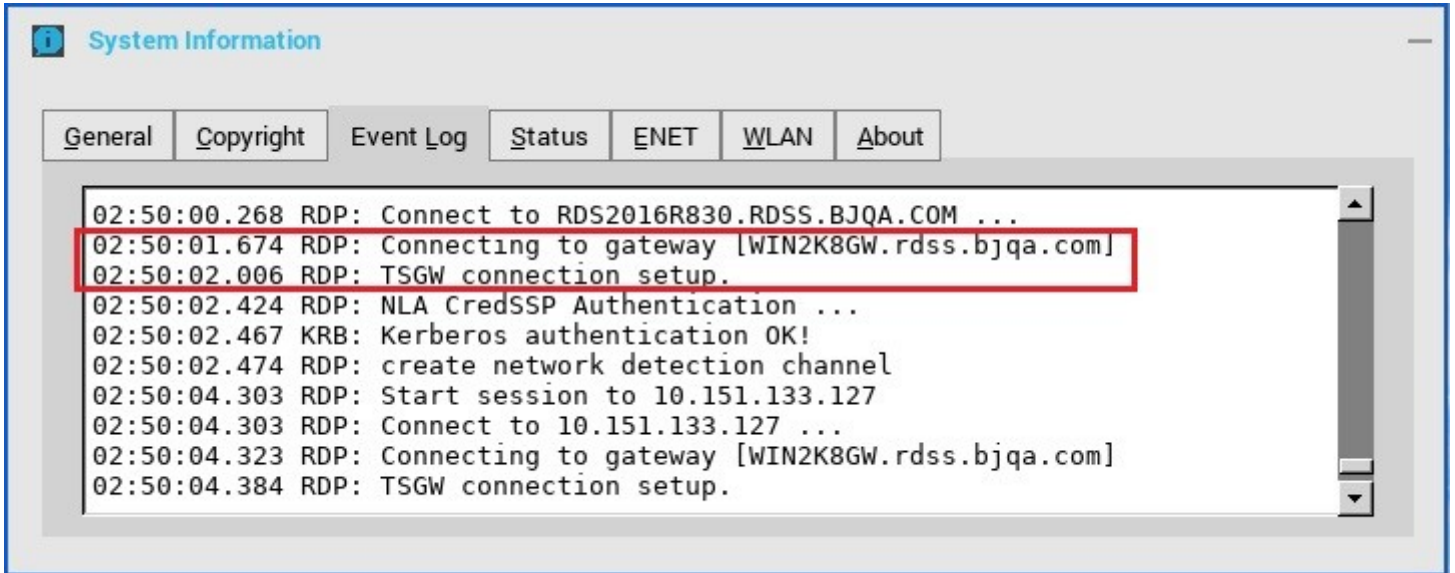 System Information
General Copyright Event Log Status ENET WLAN About
02:50:00.268 RDP: Connect to RDS2016R830.RDSS.BJQA.COM ...
02:50:01.674 RDP: Connecting to gateway [WIN2K8GW.rdss.bjqa.com]
02:50:02.006 RDP: TSGW connection setup.
02:50:02.424 RDP: NLA CredSSP Authentication ...
02:50:02.467 KRB: Kerberos authentication OK!
02:50:02.474 RDP: create network detection channel
02:50:04.303 RDP: Start session to 10.151.133.127
02:50:04.303 RDP: Connect to 10.151.133.127 ...
02:50:04.323 RDP: Connecting to gateway [WIN2K8GW.rdss.bjqa.com]
02:50:04.384 RDP: TSGW connection setup.